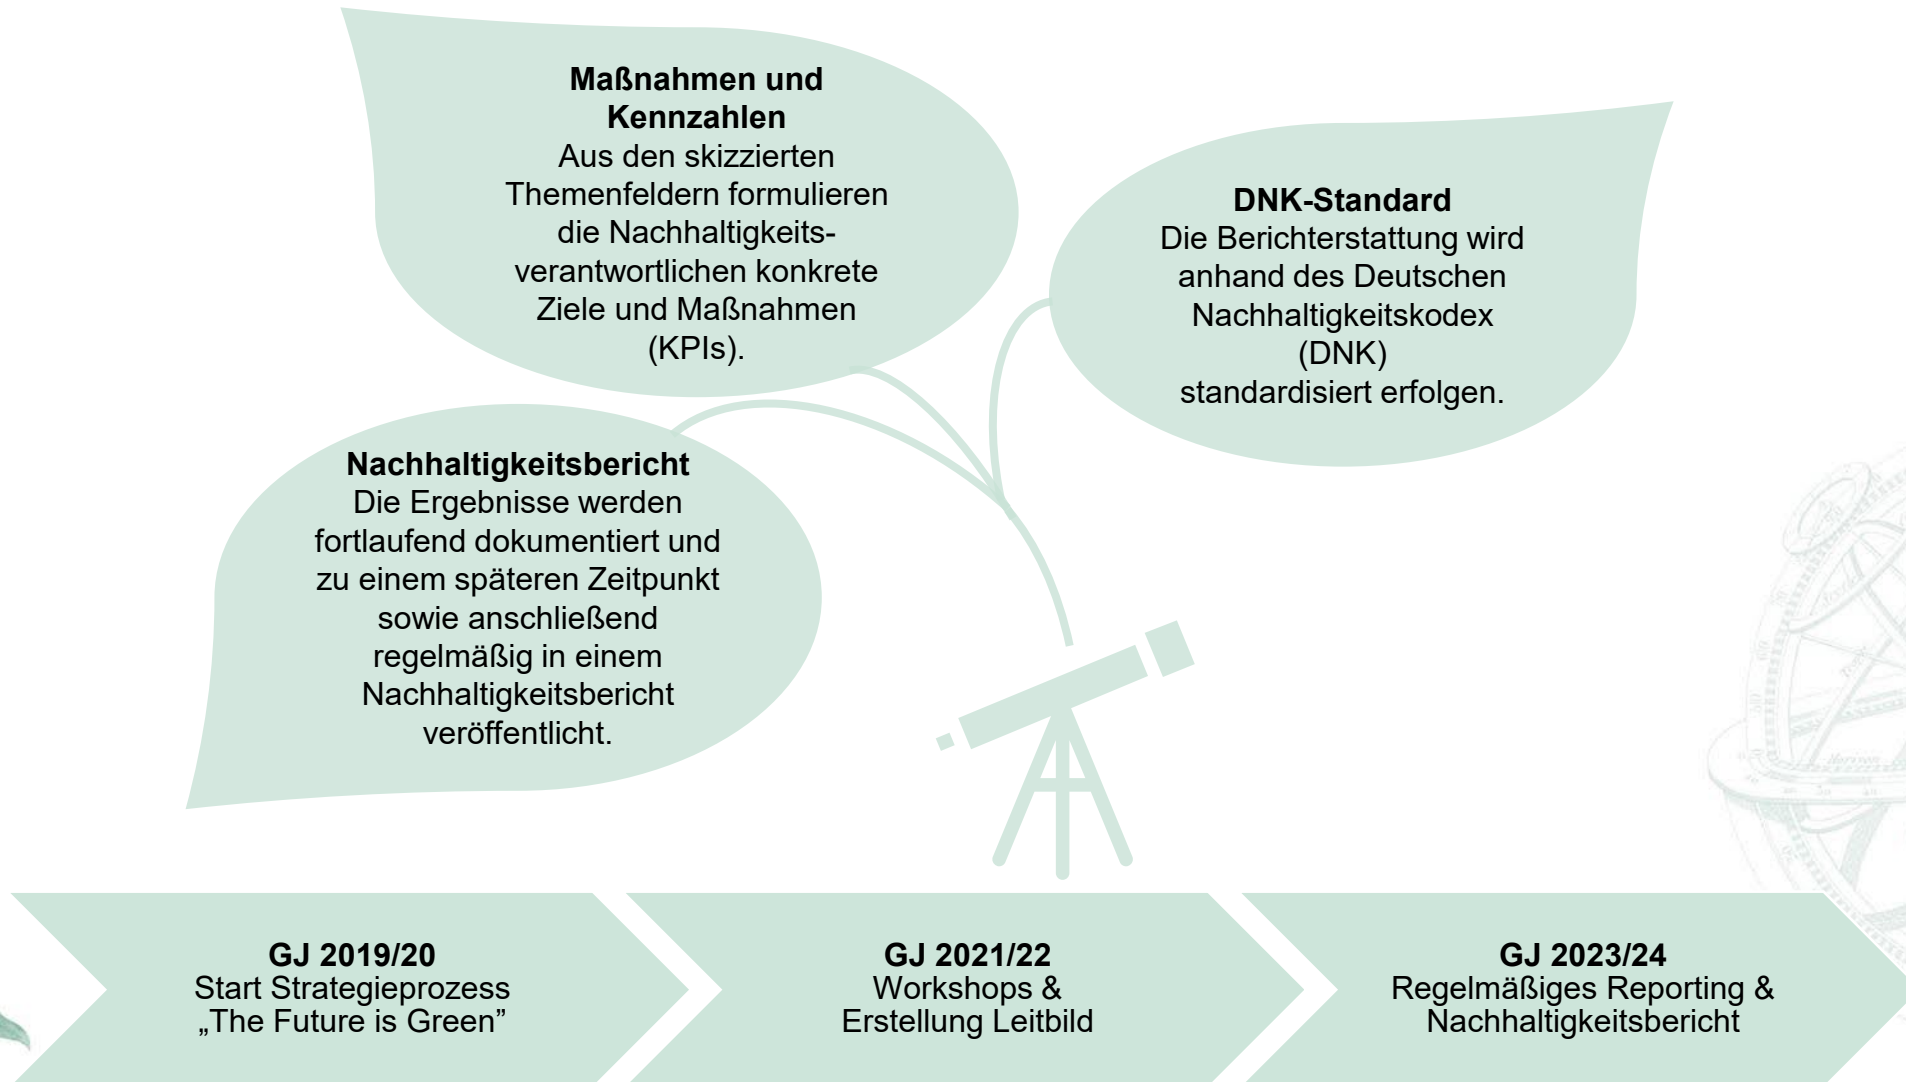 Maßnahmen und
Kennzahlen
Aus den skizzierten
Themenfeldern formulieren
die Nachhaltigkeits-
verantwortlichen konkrete
Ziele und Maßnahmen
(KPIs).
DNK-Standard
Die Berichterstattung wird
anhand des Deutschen
Nachhaltigkeitskodex
(DNK)
standardisiert erfolgen.
Nachhaltigkeitsbericht
Die Ergebnisse werden
fortlaufend dokumentiert und
zu einem späteren Zeitpunkt
sowie anschließend
regelmäßig in einem
Nachhaltigkeitsbericht
veröffentlicht.
GJ 2019/20
Start Strategieprozess
„The Future is Green”
GJ 2021/22
Workshops &
Erstellung Leitbild
GJ 2023/24
Regelmäßiges Reporting &
Nachhaltigkeitsbericht